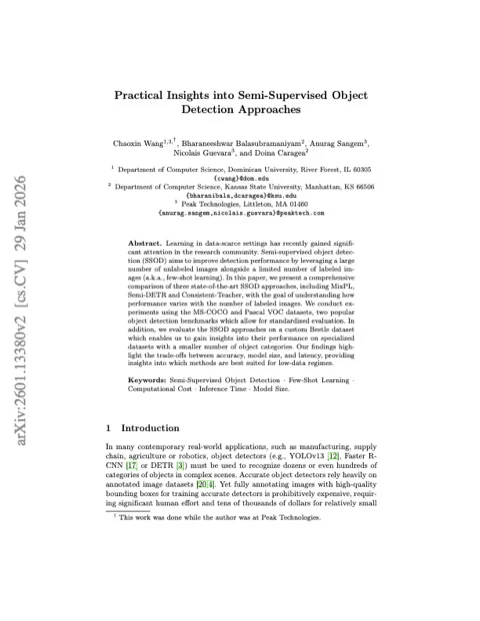 Practical Insights into Semi-Supervised Object
Detection Approaches
Chaoxin Wang1,3,†, Bharaneeshwar Balasubramaniyam2, Anurag Sangem3,
Nicolais Guevara3, and Doina Caragea2
1 Department of Computer Science, Dominican University, River Forest, IL 60305
{cwang}@dom.edu
2 Department of Computer Science, Kansas State University, Manhattan, KS 66506
{bharanibala,dcaragea}@ksu.edu
3 Peak Technologies, Littleton, MA 01460
{anurag.sangem,nicolais.guevara}@peaktech.com
Abstract. Learning in data-scarce settings has recently gained signifi-
cant attention in the research community. Semi-supervised object detec-
tion (SSOD) aims to improve detection performance by leveraging a large
number of unlabeled images alongside a limited number of labeled im-
ages (a.k.a., few-shot learning). In this paper, we present a comprehensive
comparison of three state-of-the-art SSOD approaches, including MixPL,
Semi-DETR and Consistent-Teacher, with the goal of understanding how
performance varies with the number of labeled images. We conduct ex-
periments using the MS-COCO and Pascal VOC datasets, two popular
object detection benchmarks which allow for standardized evaluation. In
addition, we evaluate the SSOD approaches on a custom Beetle dataset
which enables us to gain insights into their performance on specialized
datasets with a smaller number of object categories. Our findings high-
light the trade-offs between accuracy, model size, and latency, providing
insights into which methods are best suited for low-data regimes.
Keywords: Semi-Supervised Object Detection · Few-Shot Learning ·
Computational Cost · Inference Time · Model Size.
1 Introduction
In many contemporary real-world applications, such as manufacturing, supply
chain, agriculture or robotics, object detectors (e.g., YOLOv13 [12], Faster R-
CNN [17] or DETR [3]) must be used to recognize dozens or even hundreds of
categories of objects in complex scenes. Accurate object detectors rely heavily on
annotated image datasets [20,4]. Yet fully annotating images with high-quality
bounding boxes for training accurate detectors is prohibitively expensive, requir-
ing significant human effort and tens of thousands of dollars for relatively small
† This work was done while the author was at Peak Technologies.
arXiv:2601.13380v2 [cs.CV] 29 Jan 2026